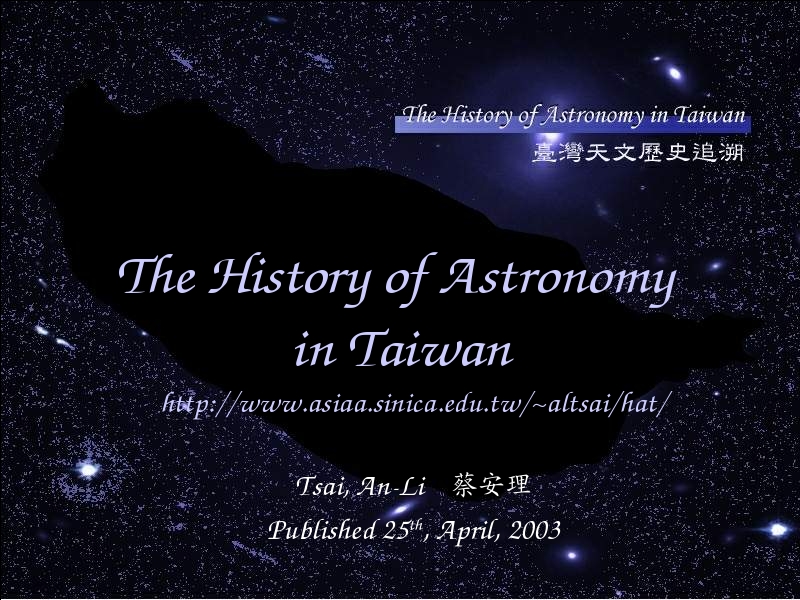 The History of Astronomy in Taiwan
臺灣天文歷史追溯
The History of Astronomy
in Taiwan
http://www.asiaa.sinica.edu.tw/~altsai/hat/
Tsai, An-Li 蔡安理
Published 25th, April, 2003